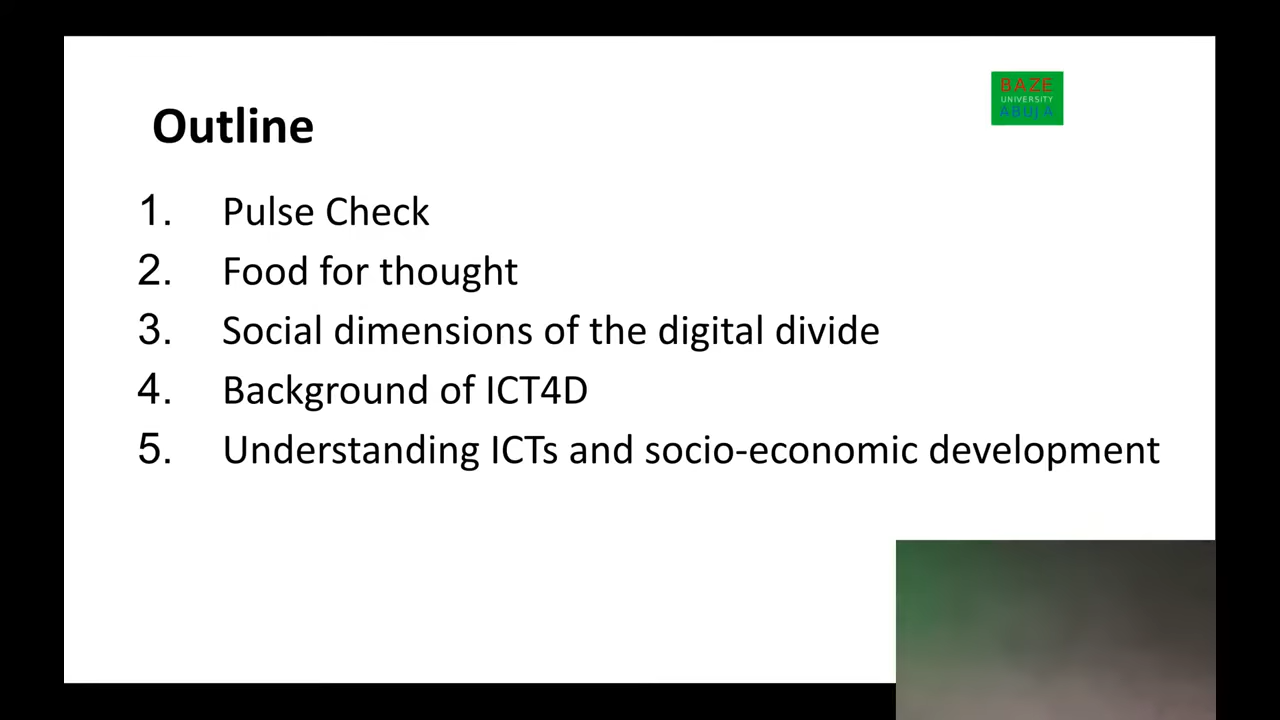 BAZE
UNIVERSITY
ABUJA
Outline
1. Pulse Check
2. Food for thought
3. Social dimensions of the digital divide
4. Background of ICT4D
5. Understanding ICTs and socio-economic development